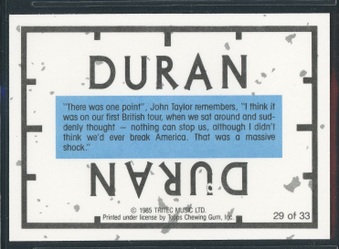 DURAN
"There was one point", John Taylor remembers, "I think it
was on our first British tour, when we sat around and sud-
denly thought — nothing can stop us, although I didn't
think we'd ever break America. That was a massive
shock."
DURAN
© 1985 TRITEC MUSIC LTD.
Printed under license by Topps Chewing Gum, Inc.
29 of 33